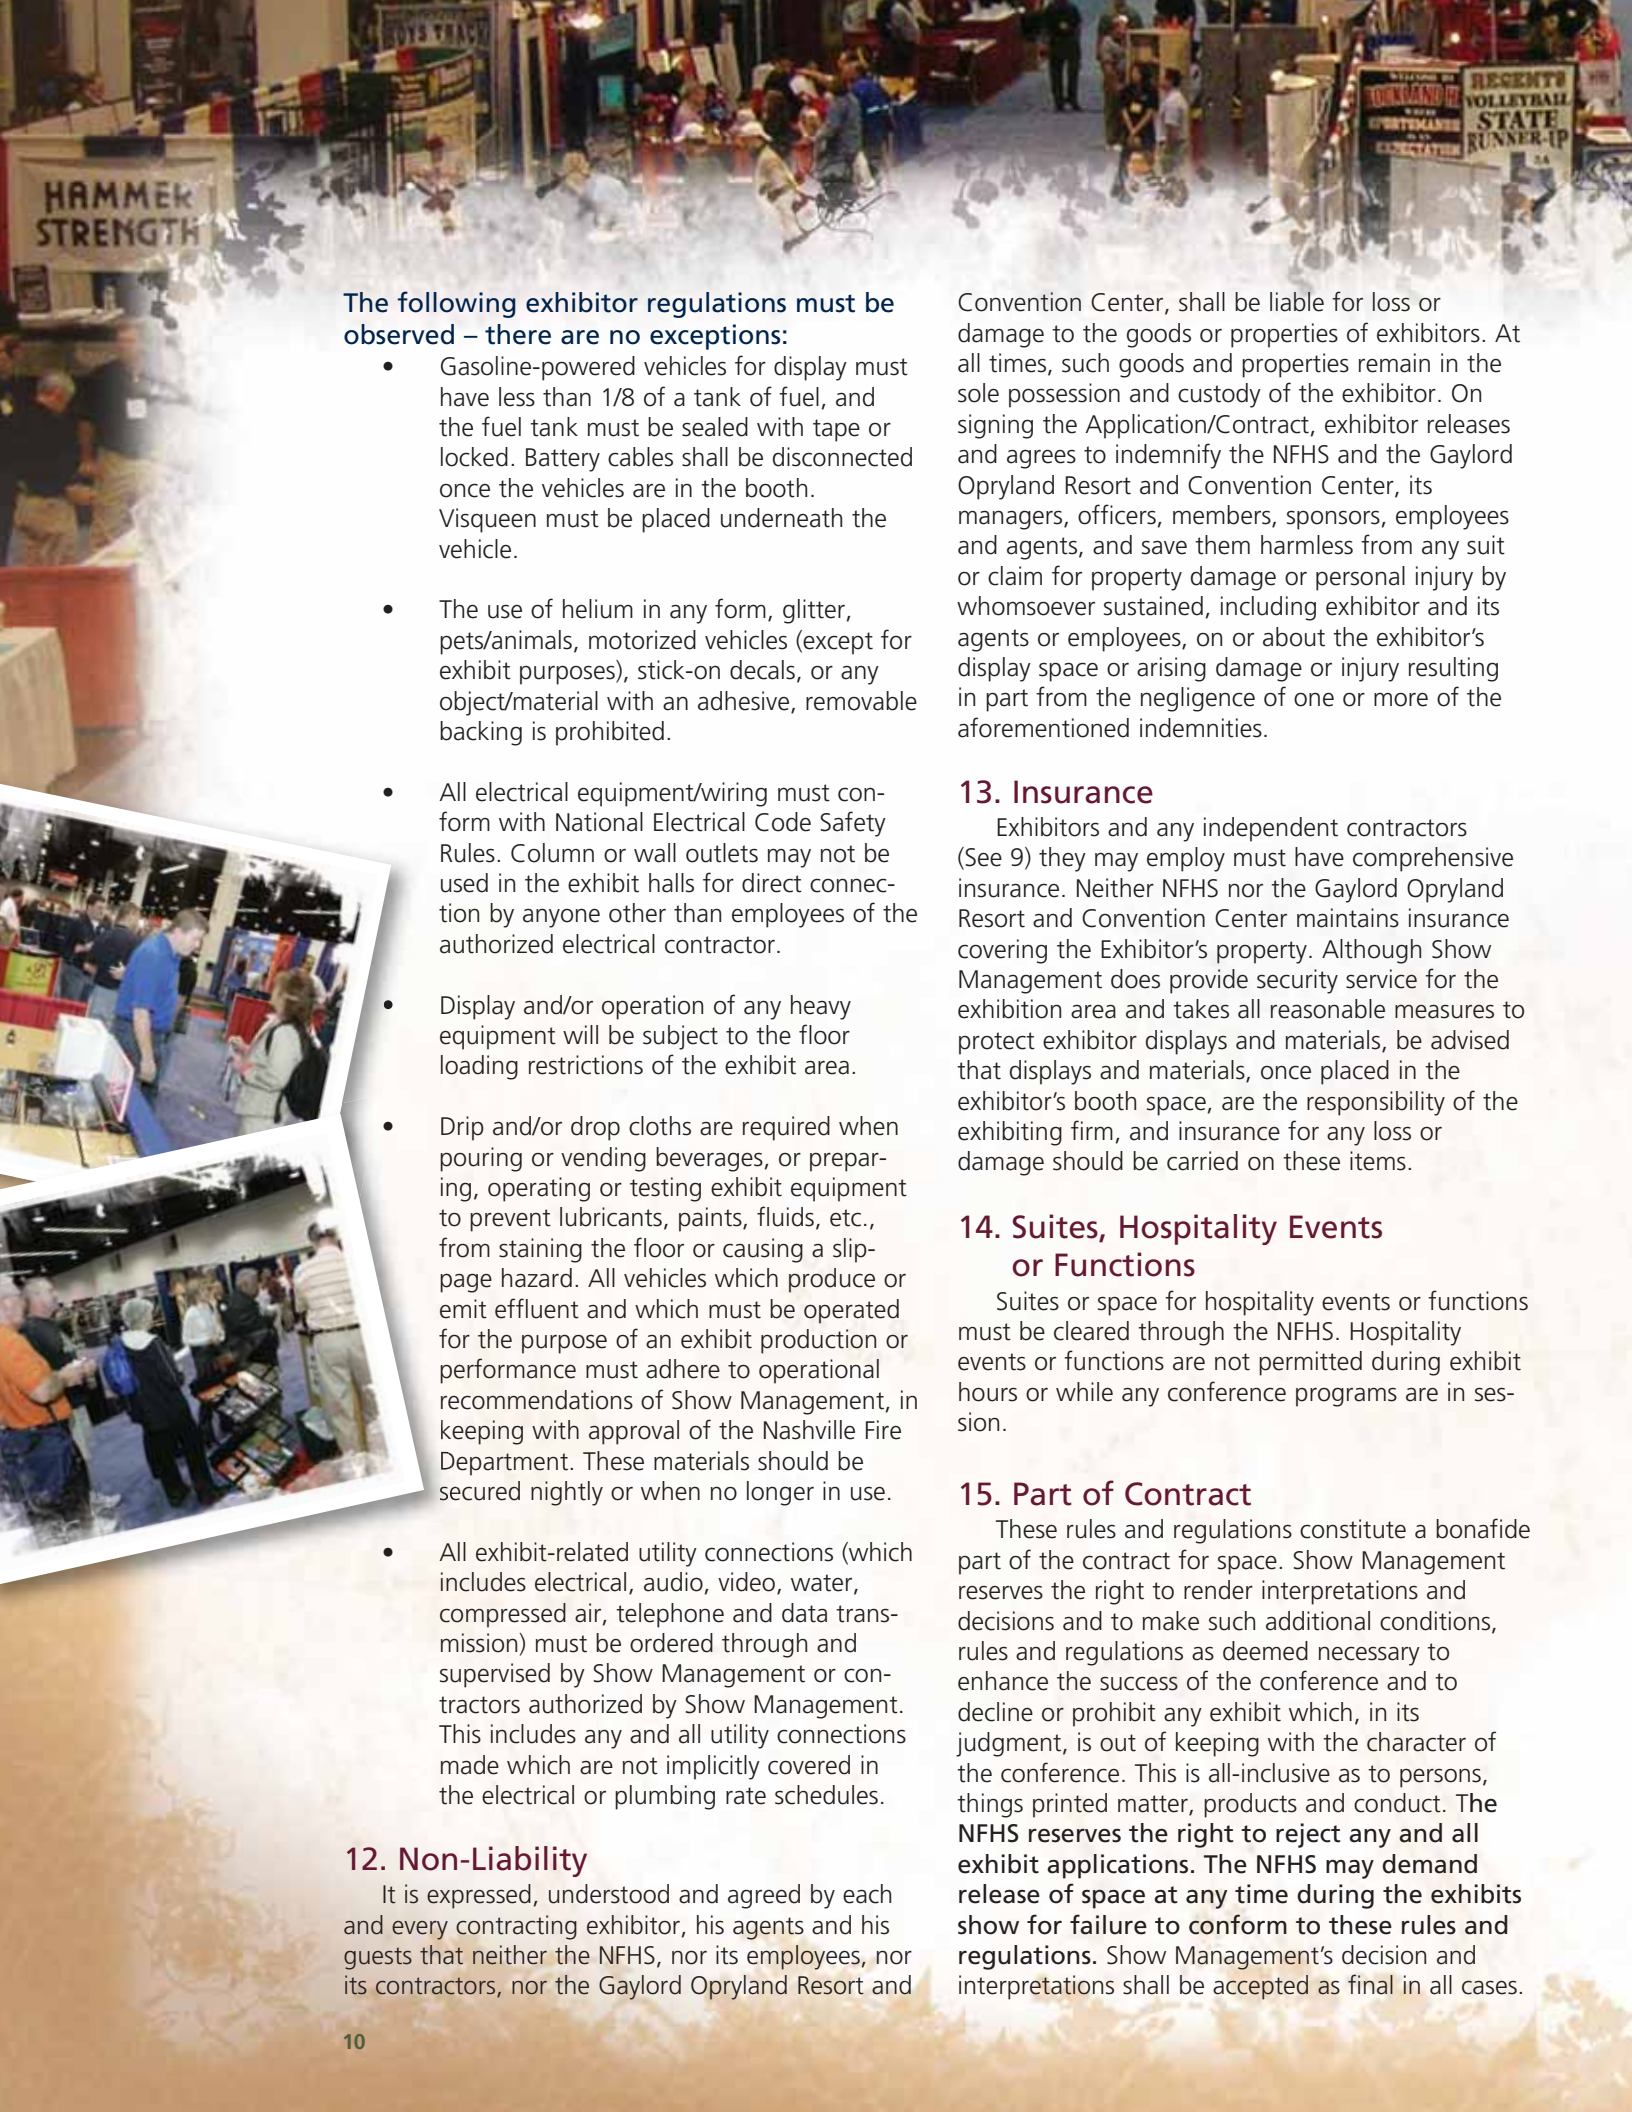 BOYS TRACK
HAMMER
STRENGTH
WELCOME TO
ROCKLAND H
WHERE
SPORTSMANS
IS AN
EXPECTATION
REGENTS
VOLLEYBALL
STATE
RUNNER-UP
The following exhibitor regulations must be
observed – there are no exceptions:
• Gasoline-powered vehicles for display must
have less than 1/8 of a tank of fuel, and
the fuel tank must be sealed with tape or
locked. Battery cables shall be disconnected
once the vehicles are in the booth.
Visqueen must be placed underneath the
vehicle.
• The use of helium in any form, glitter,
pets/animals, motorized vehicles (except for
exhibit purposes), stick-on decals, or any
object/material with an adhesive, removable
backing is prohibited.
• All electrical equipment/wiring must con-
form with National Electrical Code Safety
Rules. Column or wall outlets may not be
used in the exhibit halls for direct connec-
tion by anyone other than employees of the
authorized electrical contractor.
• Display and/or operation of any heavy
equipment will be subject to the floor
loading restrictions of the exhibit area.
• Drip and/or drop cloths are required when
pouring or vending beverages, or prepar-
ing, operating or testing exhibit equipment
to prevent lubricants, paints, fluids, etc.,
from staining the floor or causing a slip-
page hazard. All vehicles which produce or
emit effluent and which must be operated
for the purpose of an exhibit production or
performance must adhere to operational
recommendations of Show Management, in
keeping with approval of the Nashville Fire
Department. These materials should be
secured nightly or when no longer in use.
• All exhibit-related utility connections (which
includes electrical, audio, video, water,
compressed air, telephone and data trans-
mission) must be ordered through and
supervised by Show Management or con-
tractors authorized by Show Management.
This includes any and all utility connections
made which are not implicitly covered in
the electrical or plumbing rate schedules.
12. Non-Liability
It is expressed, understood and agreed by each
and every contracting exhibitor, his agents and his
guests that neither the NFHS, nor its employees, nor
its contractors, nor the Gaylord Opryland Resort and
Convention Center, shall be liable for loss or
damage to the goods or properties of exhibitors. At
all times, such goods and properties remain in the
sole possession and custody of the exhibitor. On
signing the Application/Contract, exhibitor releases
and agrees to indemnify the NFHS and the Gaylord
Opryland Resort and Convention Center, its
managers, officers, members, sponsors, employees
and agents, and save them harmless from any suit
or claim for property damage or personal injury by
whomsoever sustained, including exhibitor and its
agents or employees, on or about the exhibitor’s
display space or arising damage or injury resulting
in part from the negligence of one or more of the
aforementioned indemnities.
13. Insurance
Exhibitors and any independent contractors
(See 9) they may employ must have comprehensive
insurance. Neither NFHS nor the Gaylord Opryland
Resort and Convention Center maintains insurance
covering the Exhibitor’s property. Although Show
Management does provide security service for the
exhibition area and takes all reasonable measures to
protect exhibitor displays and materials, be advised
that displays and materials, once placed in the
exhibitor’s booth space, are the responsibility of the
exhibiting firm, and insurance for any loss or
damage should be carried on these items.
14. Suites, Hospitality Events
or Functions
Suites or space for hospitality events or functions
must be cleared through the NFHS. Hospitality
events or functions are not permitted during exhibit
hours or while any conference programs are in ses-
sion.
15. Part of Contract
These rules and regulations constitute a bonafide
part of the contract for space. Show Management
reserves the right to render interpretations and
decisions and to make such additional conditions,
rules and regulations as deemed necessary to
enhance the success of the conference and to
decline or prohibit any exhibit which, in its
judgment, is out of keeping with the character of
the conference. This is all-inclusive as to persons,
things printed matter, products and conduct. The
NFHS reserves the right to reject any and all
exhibit applications. The NFHS may demand
release of space at any time during the exhibits
show for failure to conform to these rules and
regulations. Show Management’s decision and
interpretations shall be accepted as final in all cases.
10